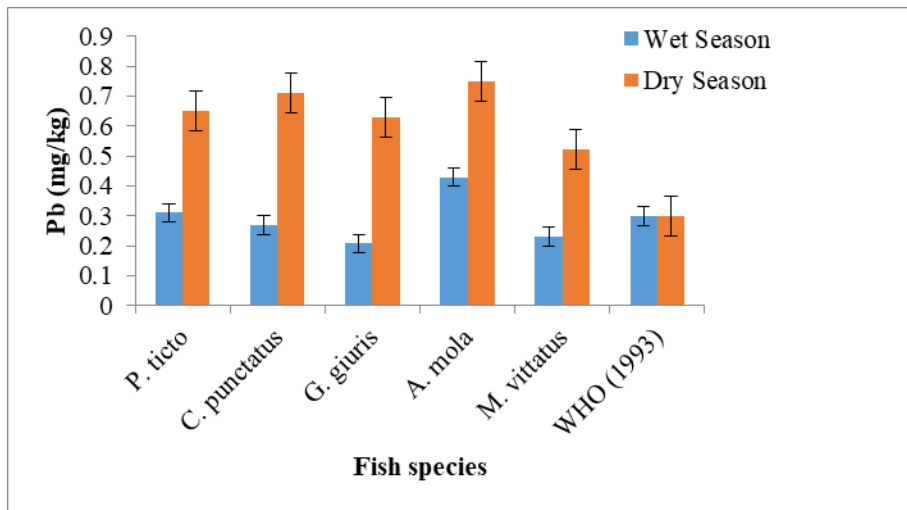 0.9
0.8
0.7
0.6
0.5
0.4
0.3
0.2
0.1
0
Pb (mg/kg)
Wet Season
Dry Season
P. ticto
C. punctatus
G. giuris
A. mola
M. vittatus
WHO (1993)
Fish species